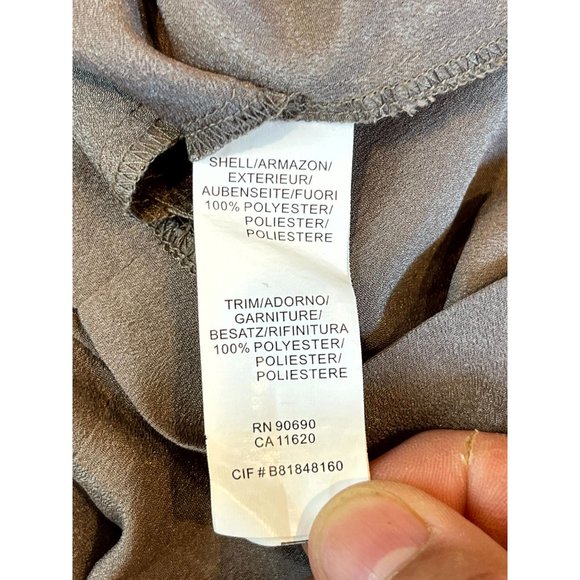 SHELL/ARMAZON/
EXTERIEUR/
AUBENSEITE/FUORI
100% POLYESTER/
POLIESTER/
POLIESTERE
TRIM/ADORNO/
GARNITURE/
BESATZ/RIFINITURA
100% POLYESTER/
POLIESTER/
POLIESTERE
RN 90690
CA 11620
CIF # B81848160